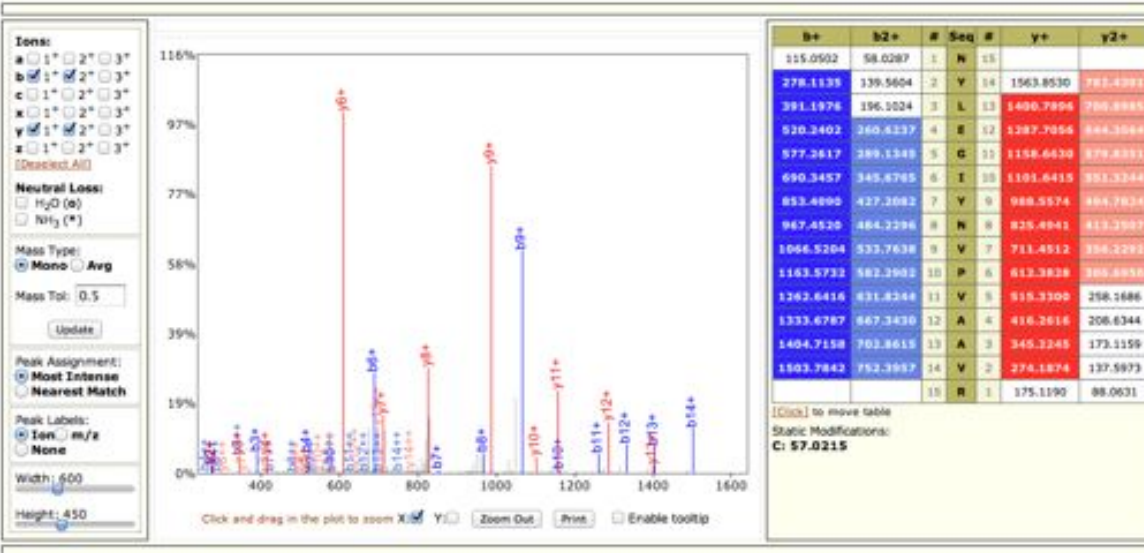 Ions:
a 1+ 2+ 3+
b 1+ 2+ 3+
c 1+ 2+ 3+
x 1+ 2+ 3+
y 1+ 2+ 3+
z 1+ 2+ 3+
[Deselect All]
Neutral Loss:
H2O (o)
NH3 (*)
Mass Type:
Mono Avg
Mass Tol: 0.5
Update
Peak Assignment:
Most Intense
Nearest Match
Peak Labels:
Ion m/z
None
Width: 600
Height: 450
116%
97%
77%
58%
39%
19%
0%
y6+
y9+
b9+
b6+
y8+
y7+
y11+
y12+
b14+
b13+
b12+
b11+
b8+
y10+
b10+
b7+
b3+
b4+
400 600 800 1000 1200 1400 1600
Click and drag in the plot to zoom X: Y: Zoom Out Print Enable tooltip
b+ b2+ # Seq # y+ y2+
115.0502 58.0287 1 N 15
278.1135 139.5604 2 Y 14 1563.8530
391.1976 196.1024 3 L 13 1400.7896
520.2402 260.6237 4 E 12 1287.7056
577.2617 289.1345 5 G 11 1158.6630
690.3457 345.6765 6 I 10 1101.6415 551.3244
853.4090 427.2082 7 Y 9 988.5574
967.4520 484.2296 8 N 8 825.4941
1066.5204 533.7638 9 V 7 711.4512
1163.5732 582.2902 10 P 6 612.3828
1262.6416 631.8244 11 V 5 515.3300 258.1686
1333.6787 667.3430 12 A 4 416.2616 208.6344
1404.7158 702.8615 13 A 3 345.2245 173.1159
1503.7842 752.3957 14 V 2 274.1874 137.5973
15 R 1 175.1190 88.0631
[Click] to move table
Static Modifications:
C: 57.0215